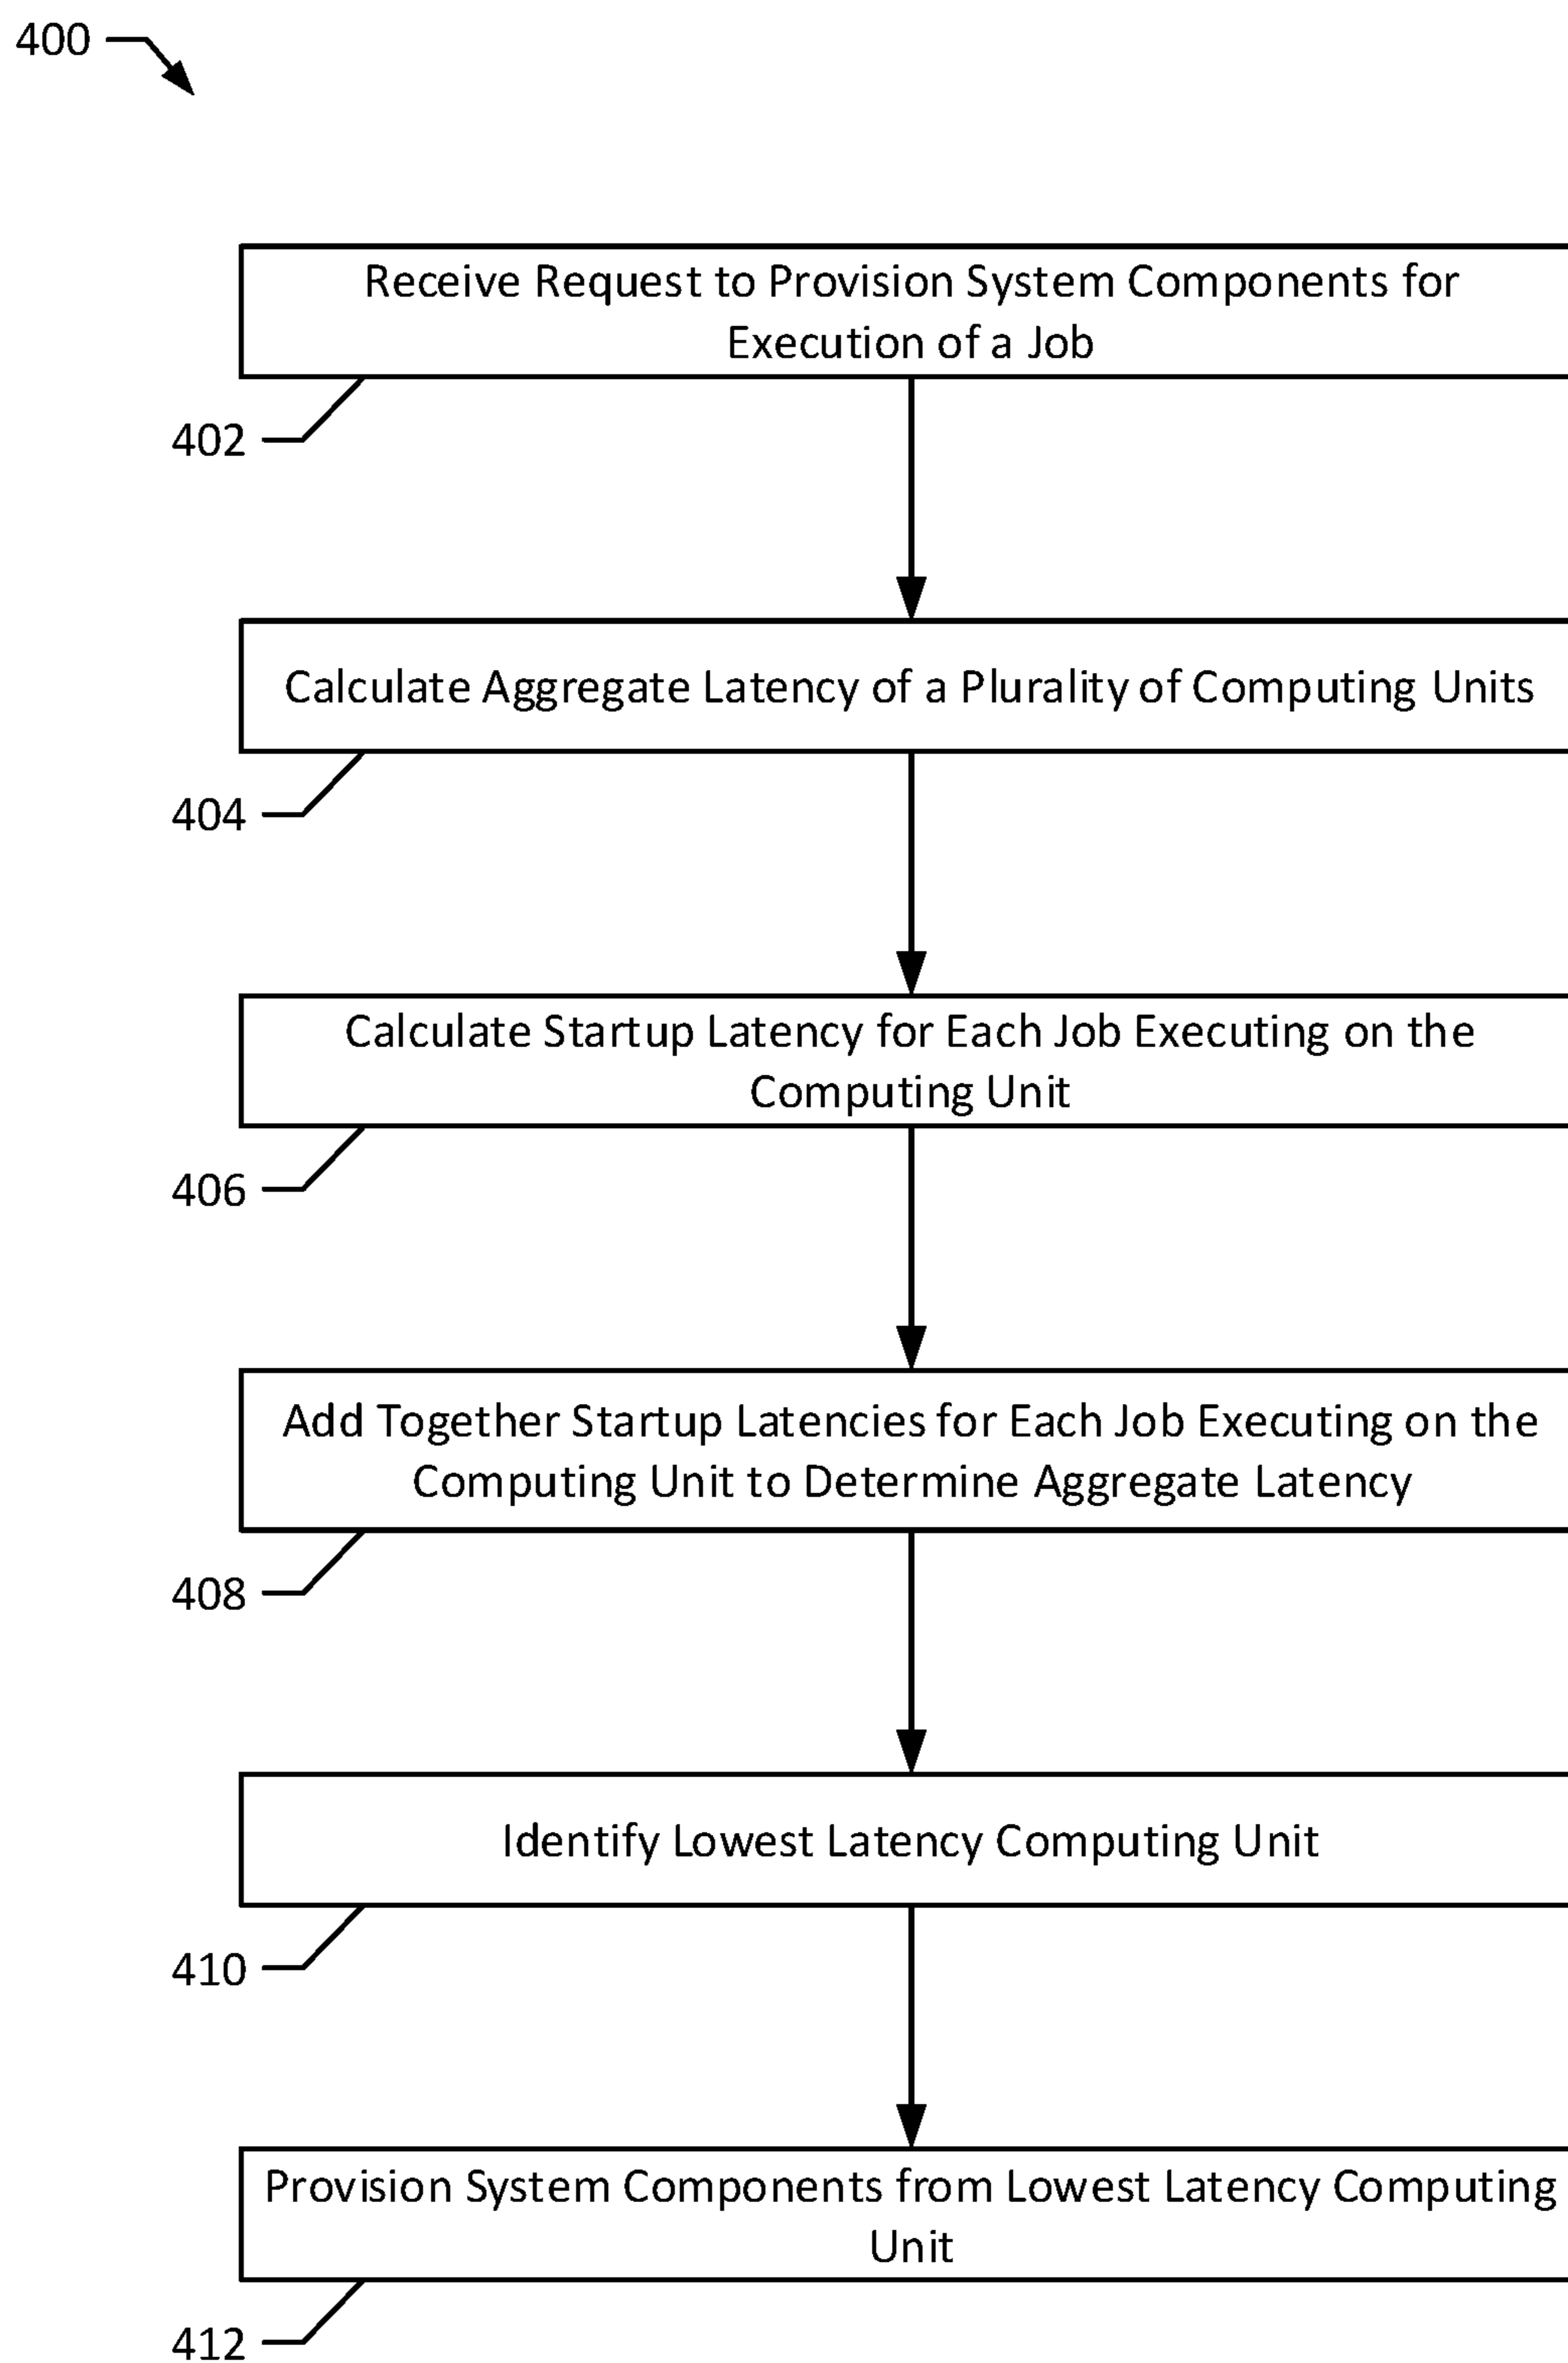 400
Receive Request to Provision System Components for
Execution of a Job
402
Calculate Aggregate Latency of a Plurality of Computing Units
404
Calculate Startup Latency for Each Job Executing on the
Computing Unit
406
Add Together Startup Latencies for Each Job Executing on the
Computing Unit to Determine Aggregate Latency
408
Identify Lowest Latency Computing Unit
410
Provision System Components from Lowest Latency Computing
Unit
412